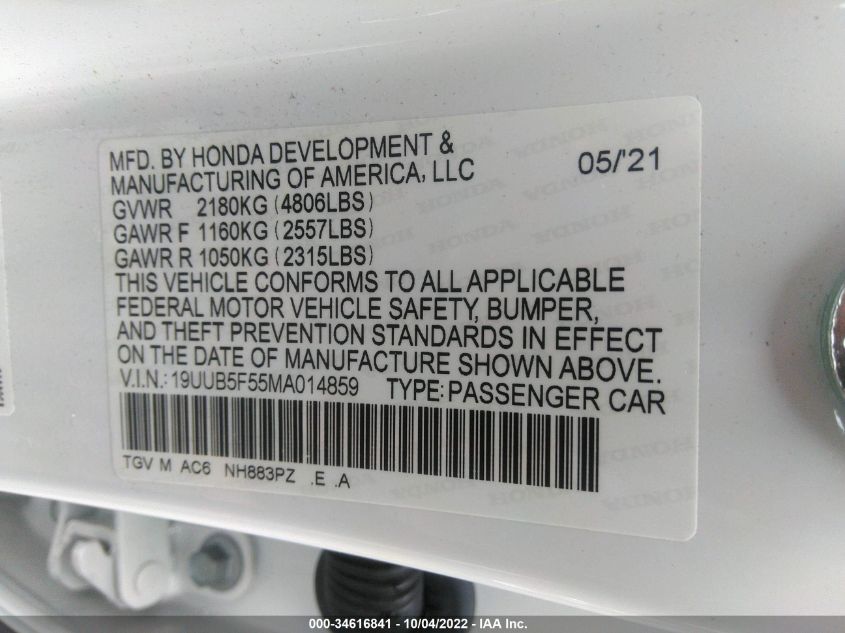 MFD. BY HONDA DEVELOPMENT &
MANUFACTURING OF AMERICA, LLC 05/'21
GVWR 2180KG (4806LBS)
GAWR F 1160KG (2557LBS)
GAWR R 1050KG (2315LBS)
THIS VEHICLE CONFORMS TO ALL APPLICABLE
FEDERAL MOTOR VEHICLE SAFETY, BUMPER,
AND THEFT PREVENTION STANDARDS IN EFFECT
ON THE DATE OF MANUFACTURE SHOWN ABOVE.
V.I.N.: 19UUB5F55MA014859 TYPE: PASSENGER CAR
TGV M AC6 NH883PZ .E .A
000-34616841 - 10/04/2022 - IAA Inc.